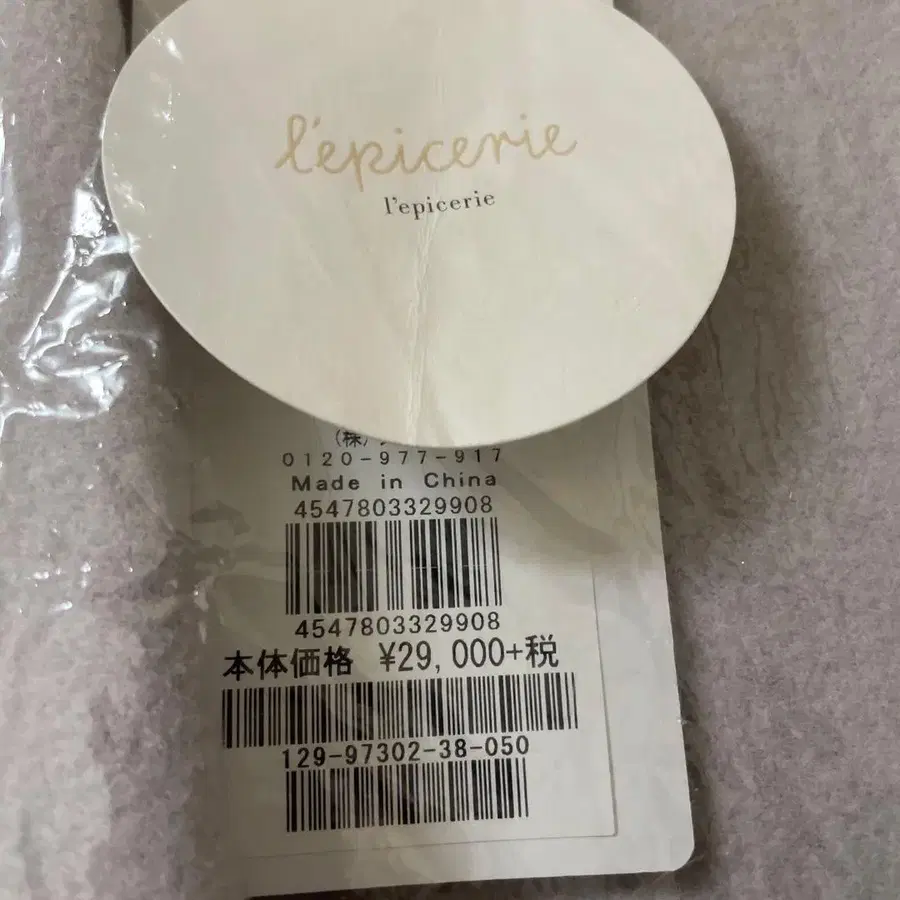 l'epicerie
l'epicerie
(株)
0120-977-917
Made in China
4547803329908
4547803329908
本体価格 ¥29,000+税
129-97302-38-050